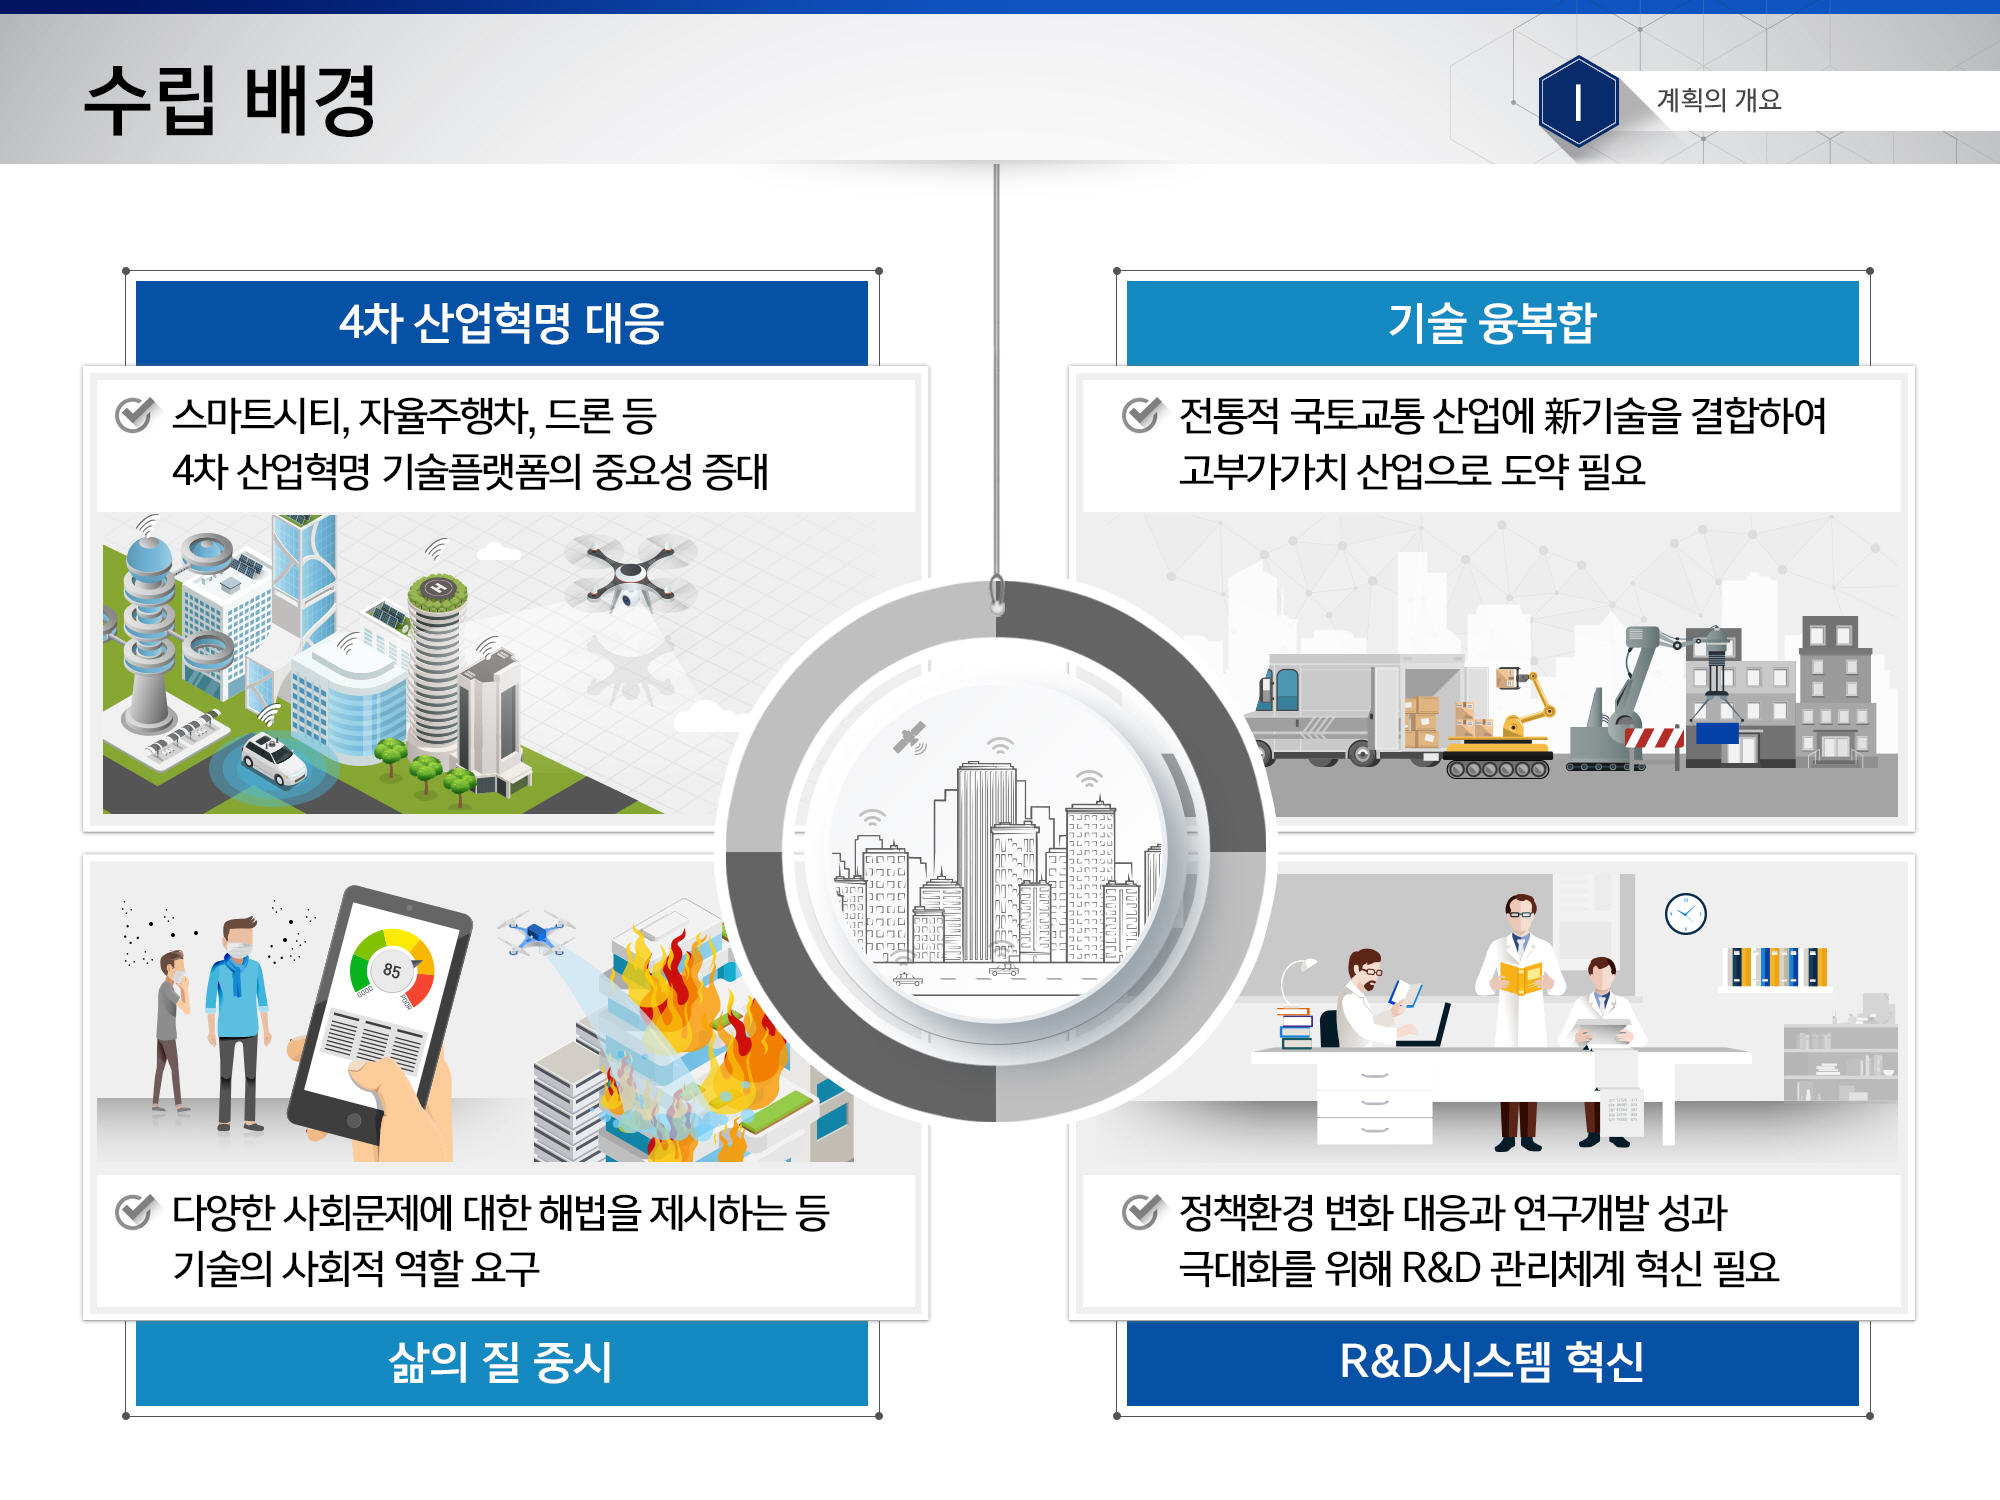 수립 배경
I
계획의 개요
4차 산업혁명 대응
스마트시티, 자율주행차, 드론 등
4차 산업혁명 기술플랫폼의 중요성 증대
H
기술 융복합
전통적 국토교통 산업에 新기술을 결합하여
고부가가치 산업으로 도약 필요
85
GOOD
POOR
다양한 사회문제에 대한 해법을 제시하는 등
기술의 사회적 역할 요구
삶의 질 중시
정책환경 변화 대응과 연구개발 성과
극대화를 위해 R&D 관리체계 혁신 필요
R&D시스템 혁신